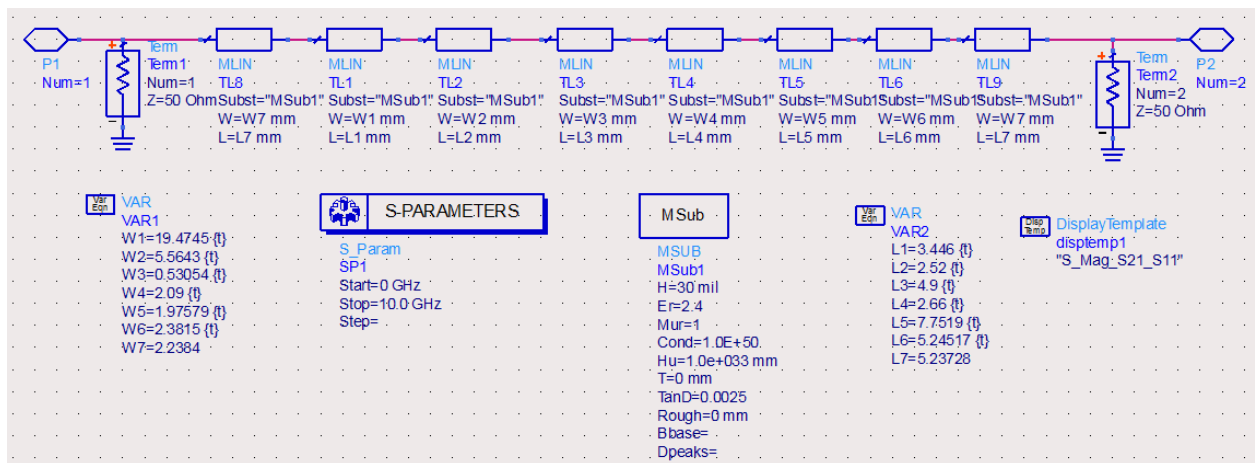 P1
Num=1
Term
Term1
Num=1
Z=50 Ohm
MLIN
TL8
Subst="MSub1"
W=W7 mm
L=L7 mm
MLIN
TL1
Subst="MSub1"
W=W1 mm
L=L1 mm
MLIN
TL2
Subst="MSub1"
W=W2 mm
L=L2 mm
MLIN
TL3
Subst="MSub1"
W=W3 mm
L=L3 mm
MLIN
TL4
Subst="MSub1"
W=W4 mm
L=L4 mm
MLIN
TL5
Subst="MSub1"
W=W5 mm
L=L5 mm
MLIN
TL6
Subst="MSub1"
W=W6 mm
L=L6 mm
MLIN
TL9
Subst="MSub1"
W=W7 mm
L=L7 mm
Term
Term2
Num=2
Z=50 Ohm
P2
Num=2
Var
Eqn
VAR
VAR1
W1=19.4745 {t}
W2=5.5643 {t}
W3=0.53054 {t}
W4=2.09 {t}
W5=1.97579 {t}
W6=2.3815 {t}
W7=2.2384
S-PARAMETERS
S_Param
SP1
Start=0 GHz
Stop=10.0 GHz
Step=
MSub
MSUB
MSub1
H=30 mil
Er=2.4
Mur=1
Cond=1.0E+50
Hu=1.0e+033 mm
T=0 mm
TanD=0.0025
Rough=0 mm
Bbase=
Dpeaks=
Var
Eqn
VAR
VAR2
L1=3.446 {t}
L2=2.52 {t}
L3=4.9 {t}
L4=2.66 {t}
L5=7.7519 {t}
L6=5.24517 {t}
L7=5.23728
Disp
Temp
DisplayTemplate
disptemp1
"S_Mag_S21_S11"